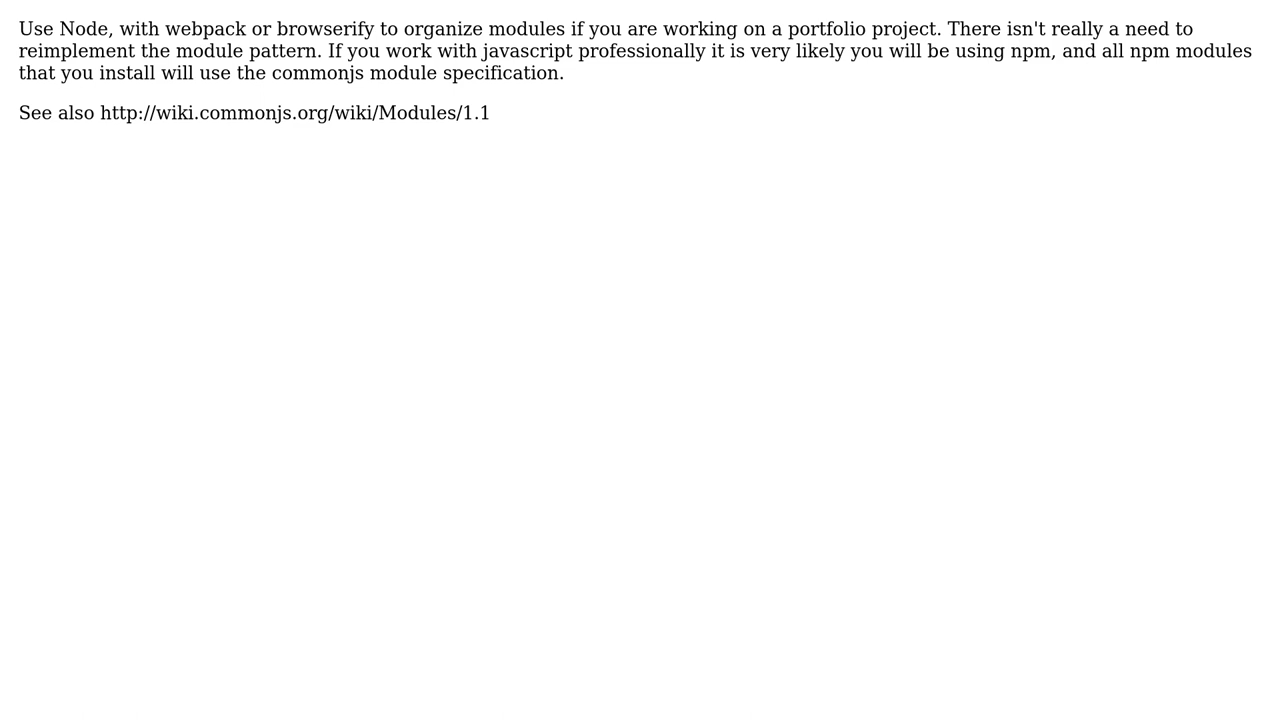 Use Node, with webpack or browserify to organize modules if you are working on a portfolio project. There isn't really a need to
reimplement the module pattern. If you work with javascript professionally it is very likely you will be using npm, and all npm modules
that you install will use the commonjs module specification.
See also http://wiki.commonjs.org/wiki/Modules/1.1